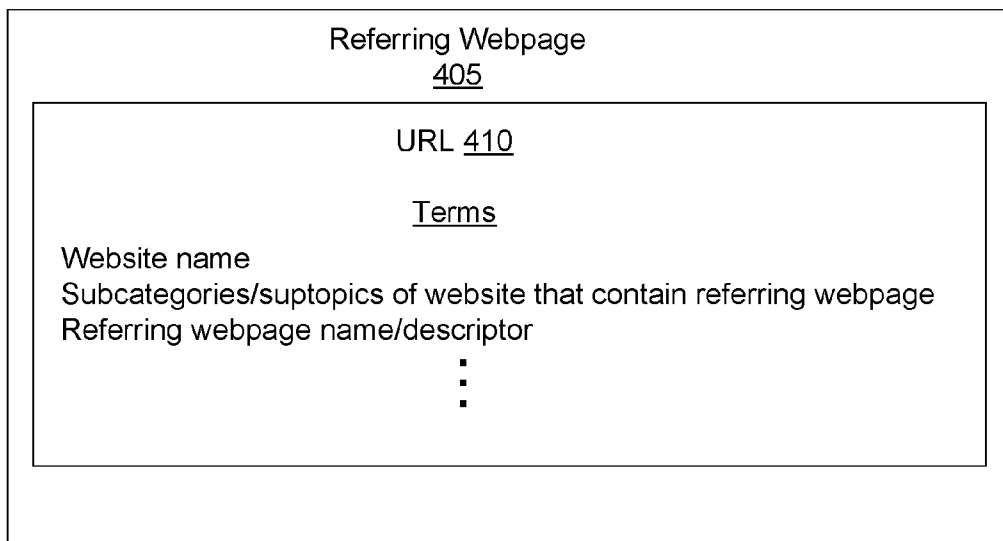 Referring Webpage
405
URL 410
Terms
Website name
Subcategories/suptopics of website that contain referring webpage
Referring webpage name/descriptor